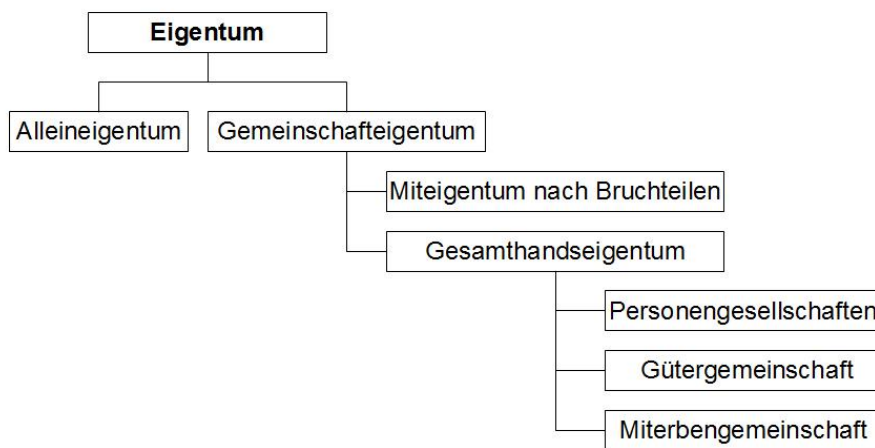 Eigentum
Alleineigentum
Gemeinschafteigentum
Miteigentum nach Bruchteilen
Gesamthandseigentum
Personengesellschaften
Gütergemeinschaft
Miterbengemeinschaft